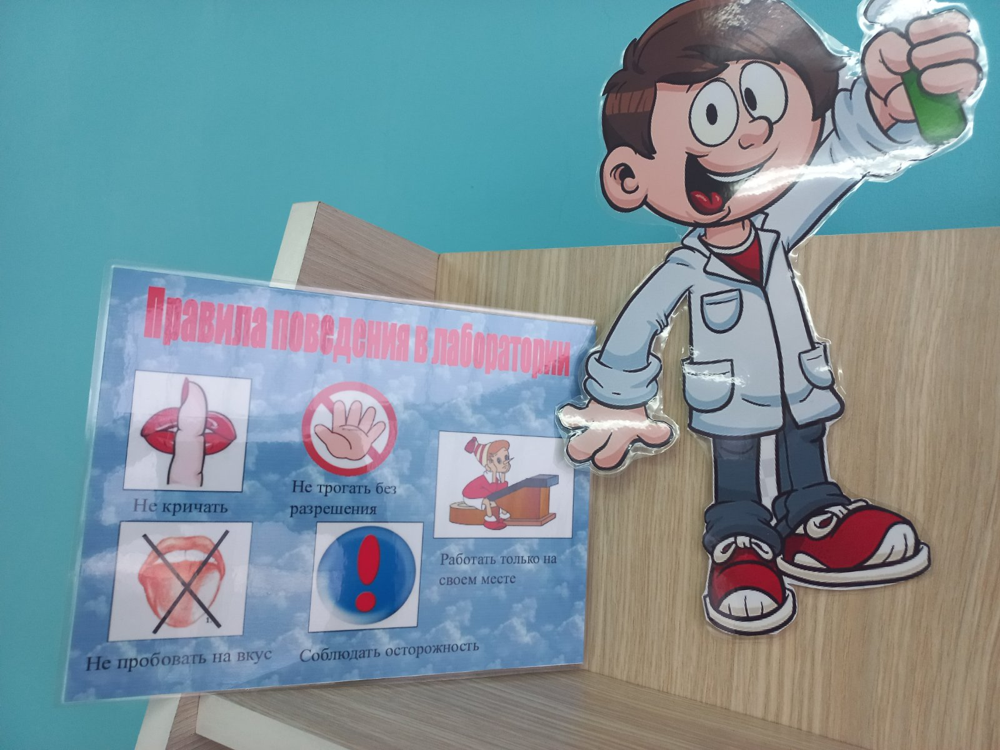 Правила поведения в лаборатории
Не кричать
Не трогать без
разрешения
Работать только на
своем месте
Не пробовать на вкус
Соблюдать осторожность